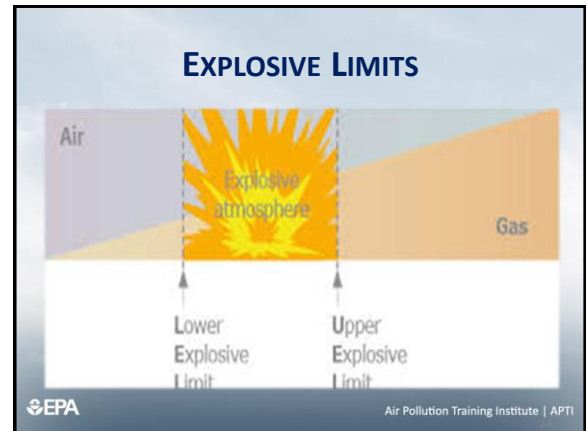 EXPLOSIVE LIMITS
Air
Explosive
atmosphere
Gas
Lower
Explosive
Limit
Upper
Explosive
Limit
EPA
Air Pollution Training Institute | APTI